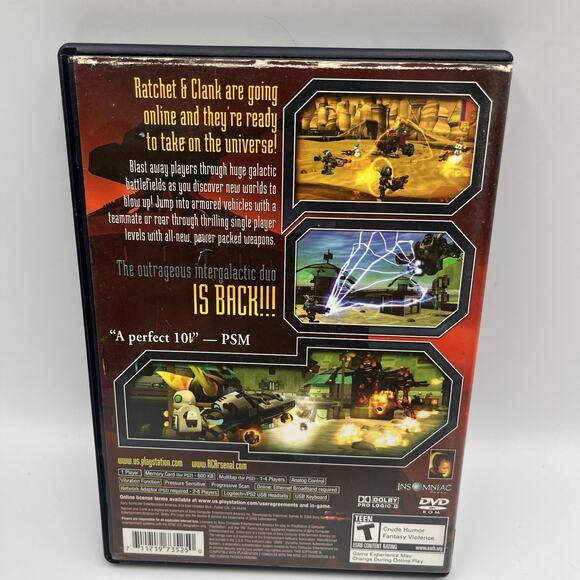 Ratchet & Clank are going
online and they're ready
to take on the universe!
Blast away players through huge galactic
battlefields as you discover new worlds to
blow up! Jump into armored vehicles with a
teammate or roar through thrilling single player
levels with all-new, power packed weapons.
The outrageous intergalactic duo
IS BACK!!!
"A perfect 10!" — PSM
www.us.playstation.com www.RCArsenal.com
1 Player Memory Card (for PS2) - 600 KB Multitap (for PS2) - 1-4 Players Analog Control
Vibration Function Pressure Sensitive Progressive Scan Online: Ethernet Broadband required
Network Adaptor (PS2) required - 2-8 Players Logitech-/PS2 USB Headsets USB Keyboard
Online license terms available at www.us.playstation.com/useragreements and in-game.
INSOMNIAC
DOLBY
PRO LOGIC II
DVD
ROM
TEEN
T
ESRB CONTENT RATING
Crude Humor
Fantasy Violence
www.esrb.org
Game Experience May
Change During Online Play.
7 11719 73525 0